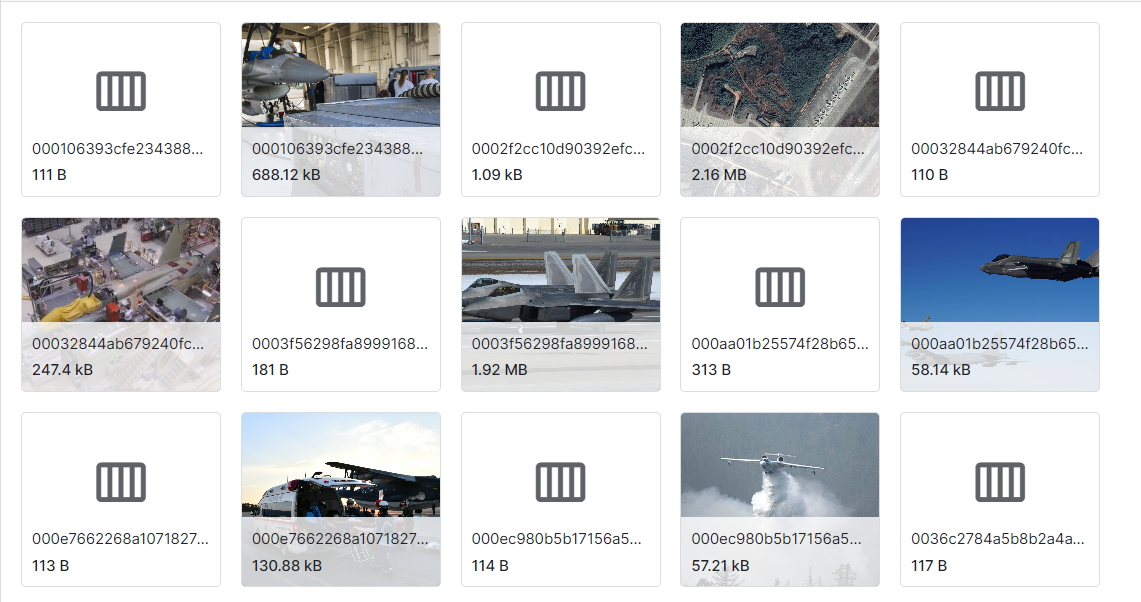 000106393cfe234388...
111 B
000106393cfe234388...
688.12 kB
0002f2cc10d90392efc...
1.09 kB
0002f2cc10d90392efc...
2.16 MB
00032844ab679240fc...
110 B
00032844ab679240fc...
247.4 kB
0003f56298fa8999168...
181 B
0003f56298fa8999168...
1.92 MB
000aa01b25574f28b65...
313 B
000aa01b25574f28b65...
58.14 kB
000e7662268a1071827...
113 B
000e7662268a1071827...
130.88 kB
000ec980b5b17156a5...
114 B
000ec980b5b17156a5...
57.21 kB
0036c2784a5b8b2a4a...
117 B